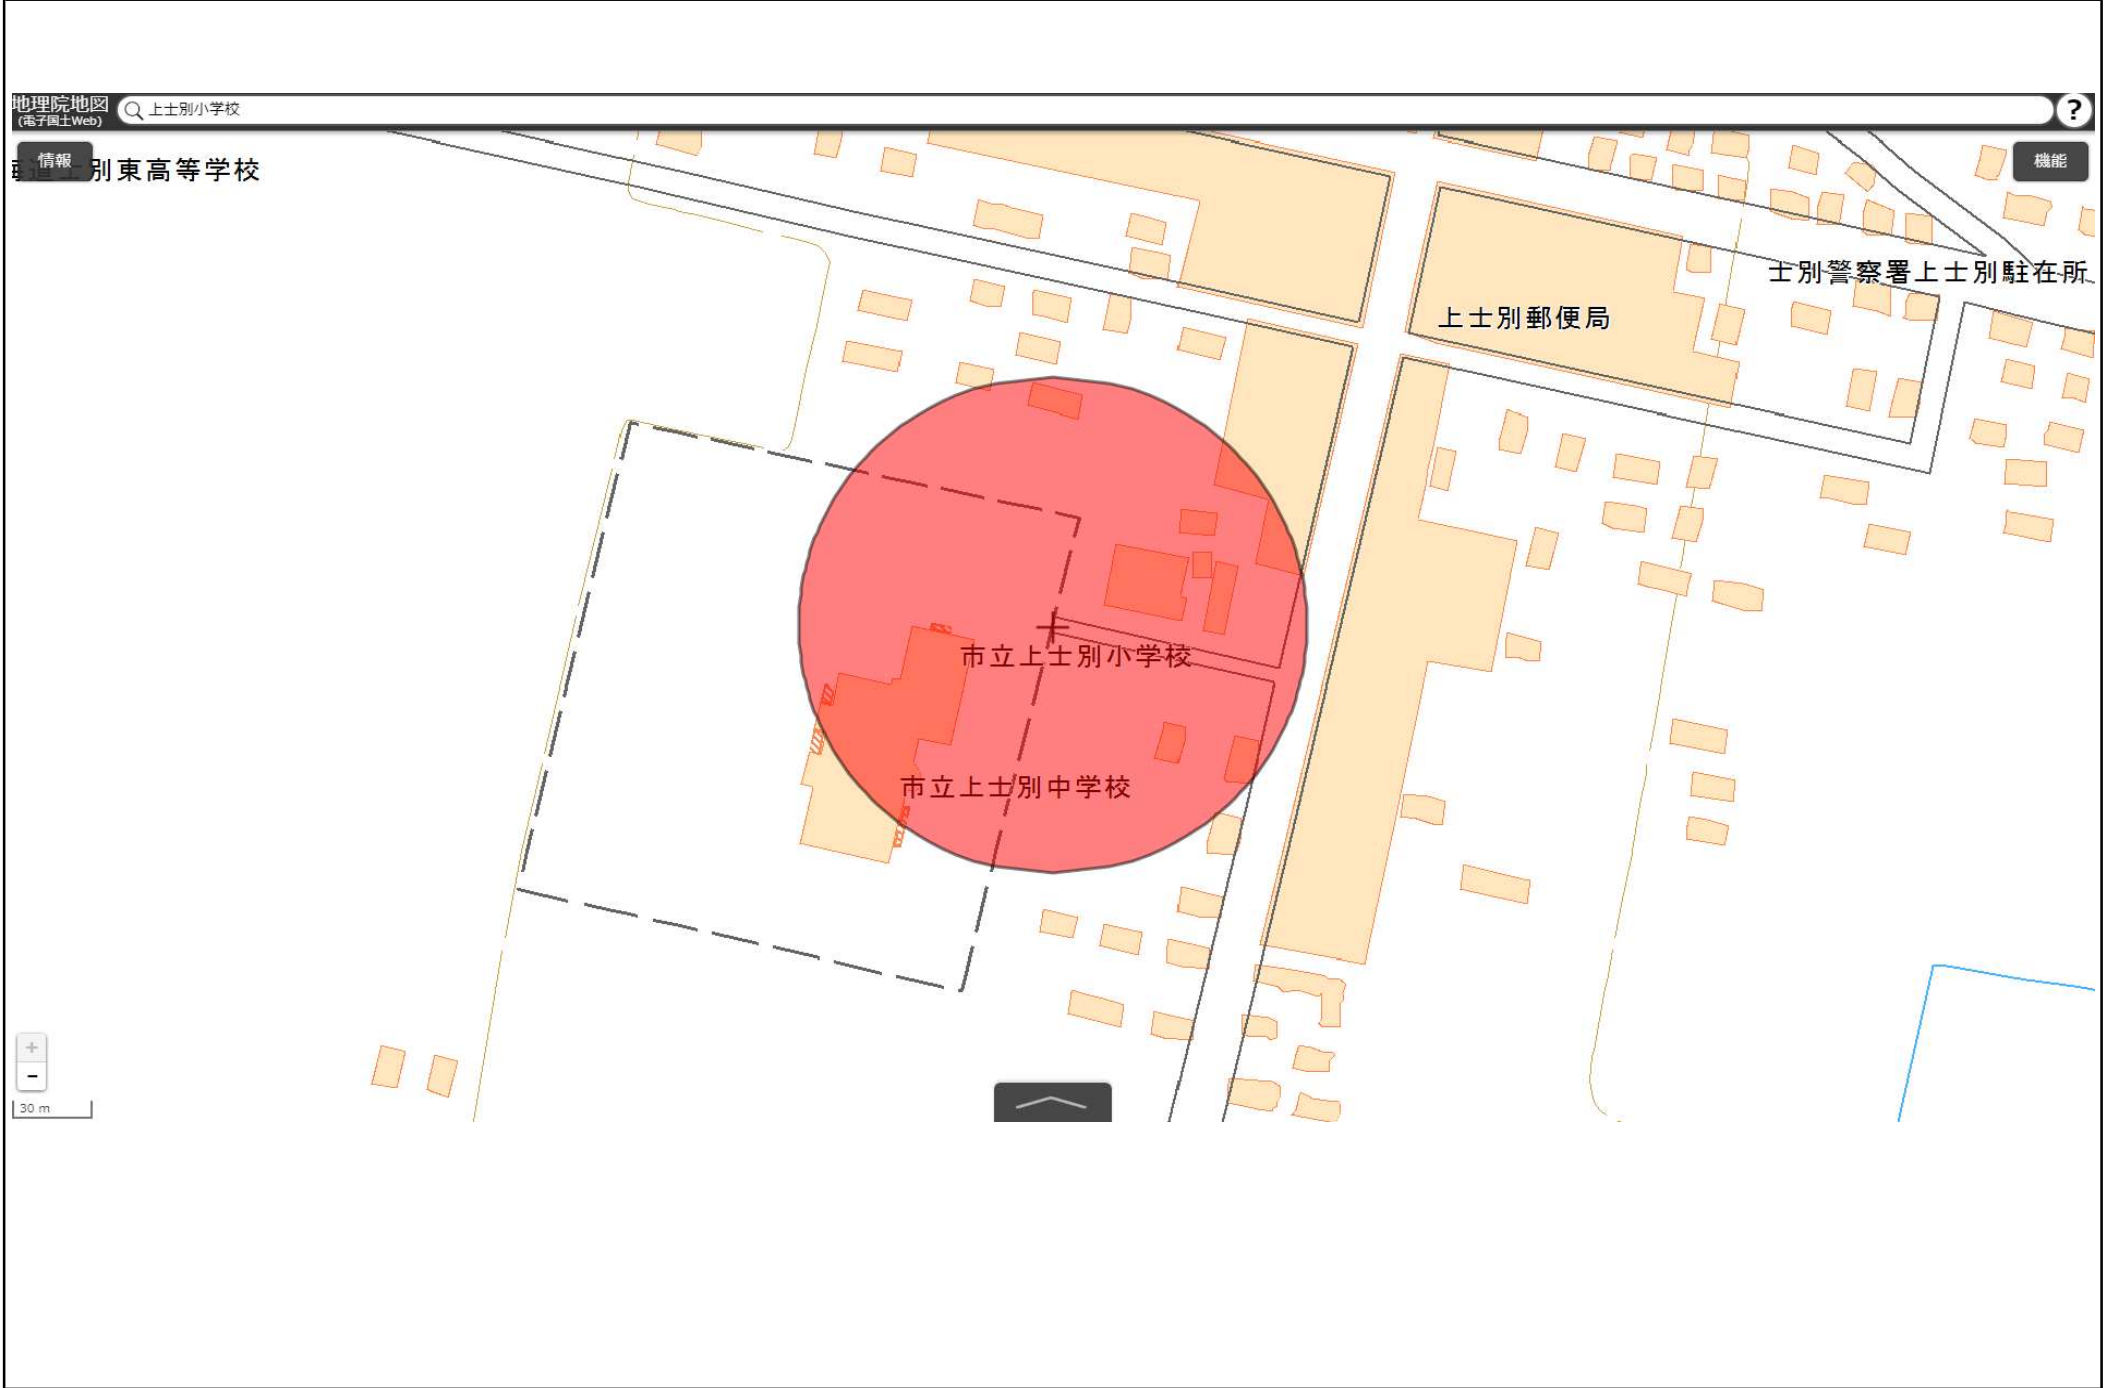 地理院地図
(電子国土Web)
上士別小学校
?
情報
機能
別東高等学校
士別警察署上士別駐在所
上士別郵便局
市立上士別小学校
市立上士別中学校
+
-
30 m